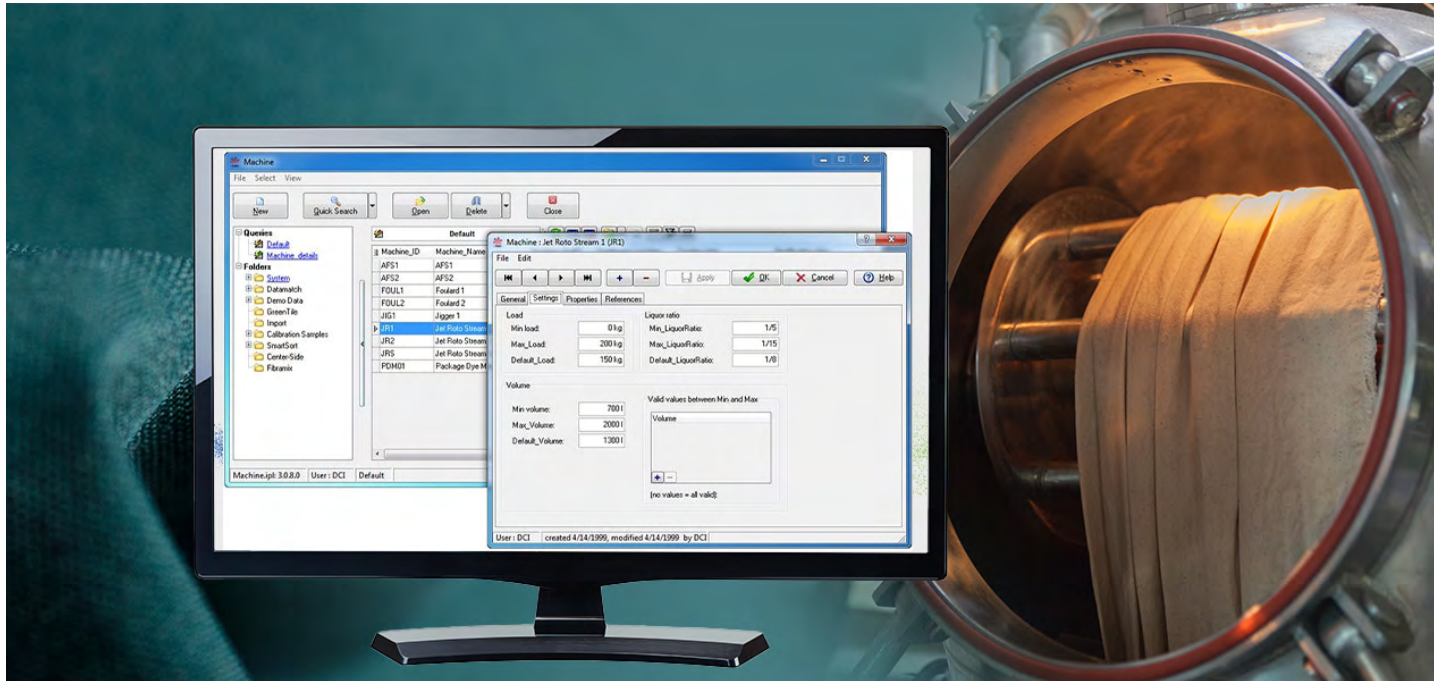 Machine
File Select View
New Quick Search Open Delete Close
Queries
Default
Machine_details
Folders
System
Datamatch
Demo Data
GreenTile
Import
Calibration Samples
SmartSort
Center-Side
Fibramix
Default
Machine_ID Machine_Name
AFS1 AFS1
AFS2 AFS2
FOUL1 Foulard 1
FOUL2 Foulard 2
JIG1 Jigger 1
JR1 Jet Roto Stream
JR2 Jet Roto Stream
JRS Jet Roto Stream
PDM01 Package Dye M
Machine.ipl: 3.0.8.0 User : DCI Default
Machine : Jet Roto Stream 1 (JR1)
File Edit
Apply OK Cancel Help
General Settings Properties References
Load
Min load: 0 kg
Max_Load: 200 kg
Default_Load: 150 kg
Liquor ratio
Min_LiquorRatio: 1/5
Max_LiquorRatio: 1/15
Default_LiquorRatio: 1/8
Volume
Min volume: 700 l
Max_Volume: 2000 l
Default_Volume: 1300 l
Valid values between Min and Max
Volume
(no values = all valid):
User : DCI created 4/14/1999, modified 4/14/1999 by DCI